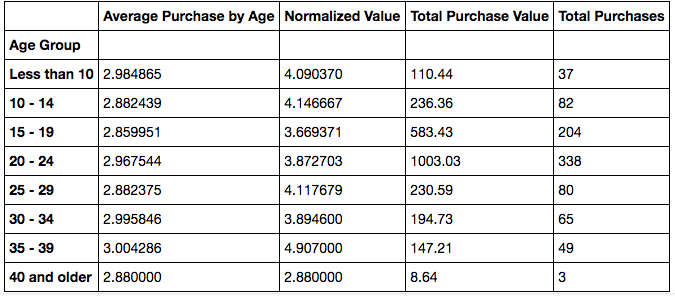 Average Purchase by Age Normalized Value Total Purchase Value Total Purchases
Age Group
Less than 10 2.984865 4.090370 110.44 37
10 - 14 2.882439 4.146667 236.36 82
15 - 19 2.859951 3.669371 583.43 204
20 - 24 2.967544 3.872703 1003.03 338
25 - 29 2.882375 4.117679 230.59 80
30 - 34 2.995846 3.894600 194.73 65
35 - 39 3.004286 4.907000 147.21 49
40 and older 2.880000 2.880000 8.64 3